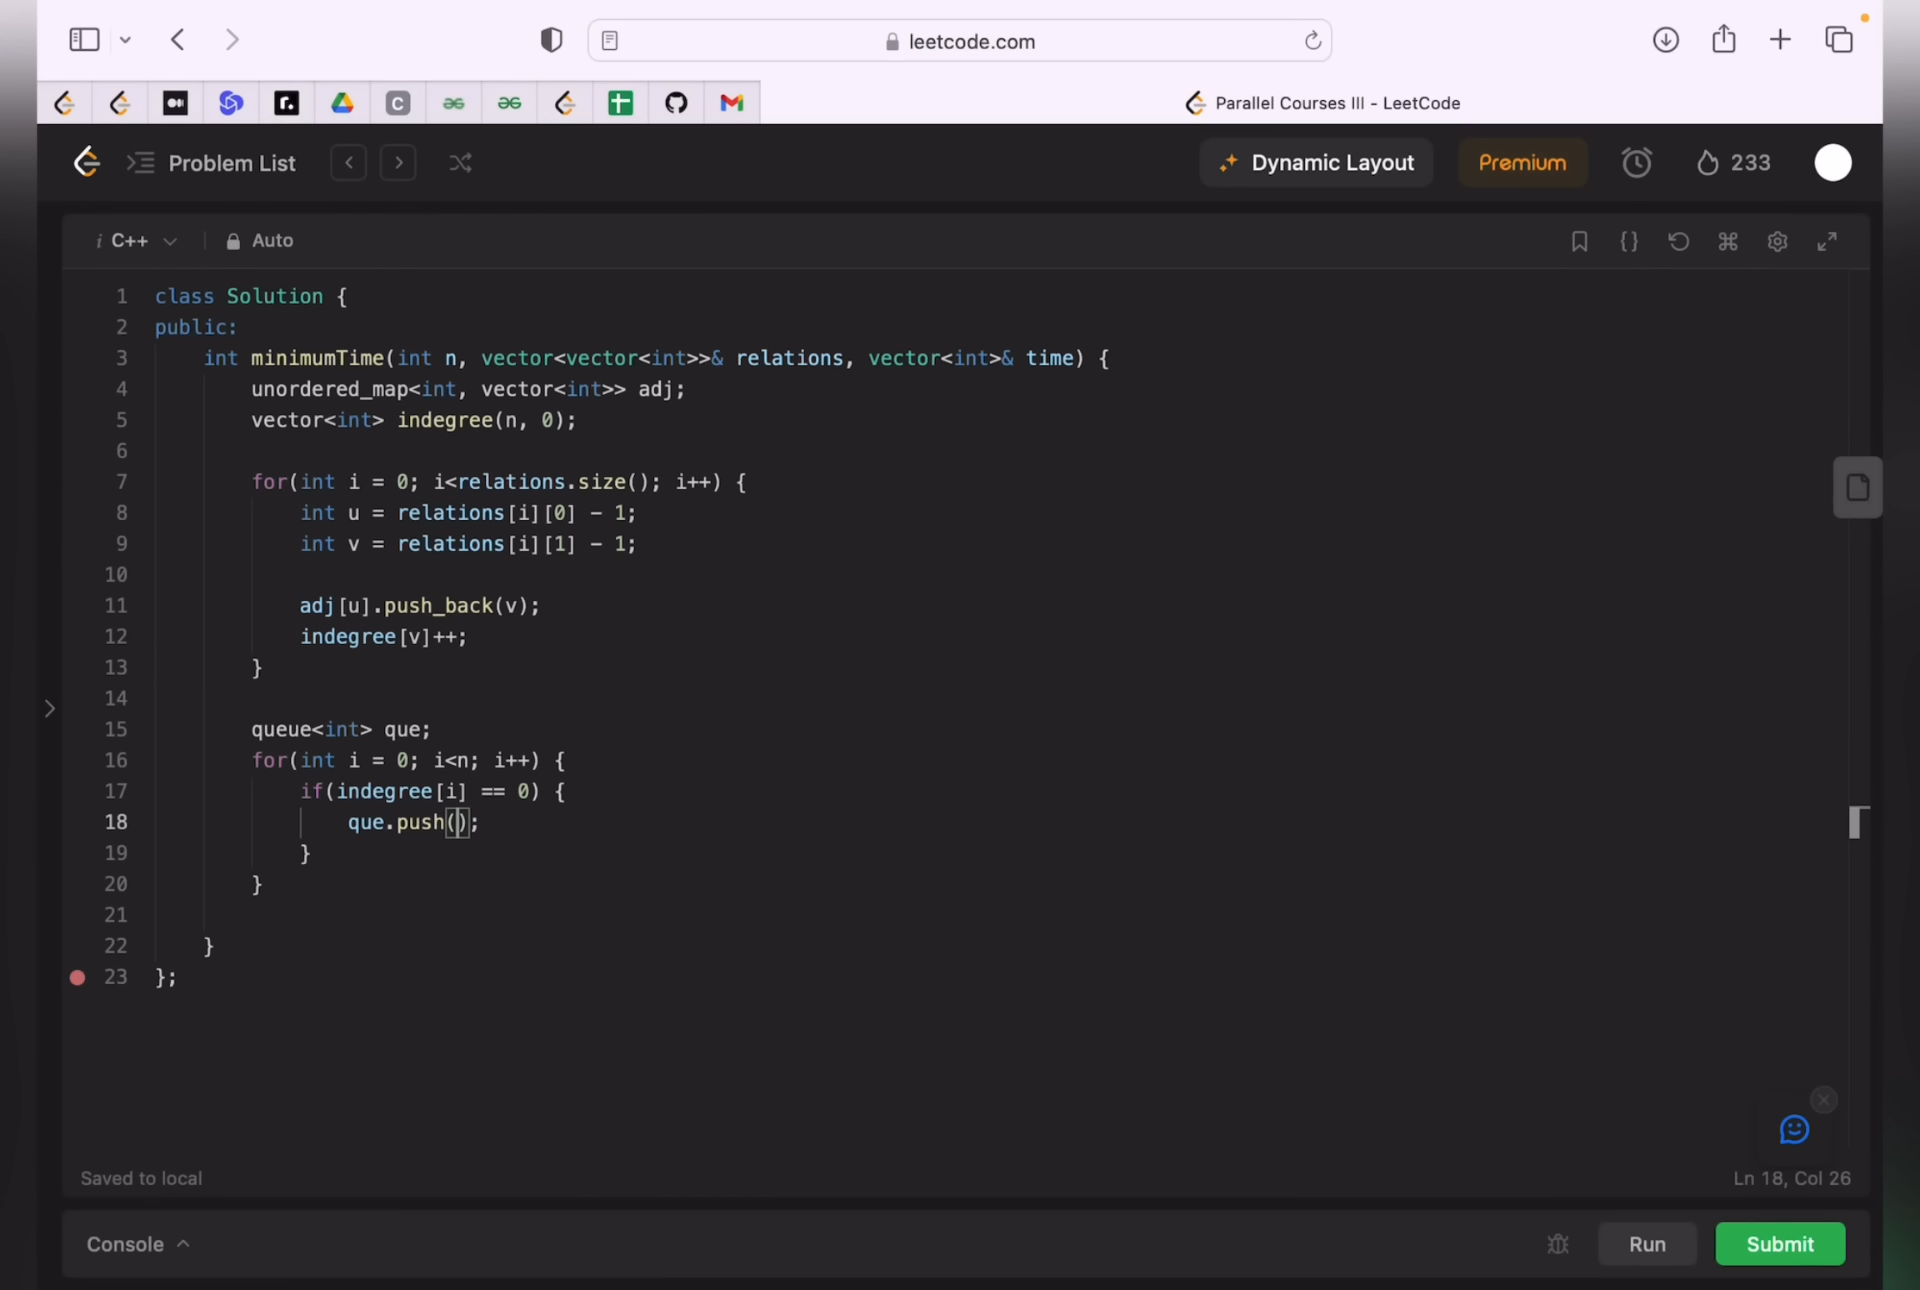 leetcode.com
Parallel Courses III - LeetCode
Problem List
Dynamic Layout
Premium
233
i C++
Auto
1 class Solution {
2 public:
3 int minimumTime(int n, vector<vector<int>>& relations, vector<int>& time) {
4 unordered_map<int, vector<int>> adj;
5 vector<int> indegree(n, 0);
6
7 for(int i = 0; i<relations.size(); i++) {
8 int u = relations[i][0] - 1;
9 int v = relations[i][1] - 1;
10
11 adj[u].push_back(v);
12 indegree[v]++;
13 }
14
15 queue<int> que;
16 for(int i = 0; i<n; i++) {
17 if(indegree[i] == 0) {
18 que.push();
19 }
20 }
21
22 }
23 };
Saved to local
Ln 18, Col 26
Console
Run
Submit